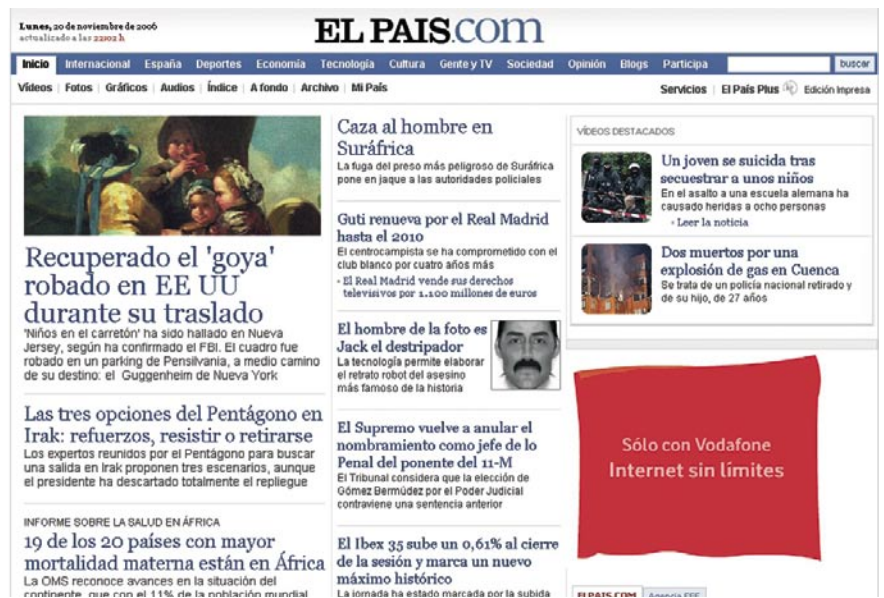 Lunes, 20 de noviembre de 2006
actualizado a las 22:02 h
EL PAIS.com
Inicio Internacional España Deportes Economía Tecnología Cultura Gente y TV Sociedad Opinión Blogs Participa buscar
Vídeos Fotos Gráficos Audios Índice A fondo Archivo Mi País
Servicios El País Plus Edición Impresa
Recuperado el 'goya'
robado en EE UU
durante su traslado
'Niños en el carretón' ha sido hallado en Nueva
Jersey, según ha confirmado el FBI. El cuadro fue
robado en un parking de Pensilvania, a medio camino
de su destino: el Guggenheim de Nueva York
Las tres opciones del Pentágono en
Irak: refuerzos, resistir o retirarse
Los expertos reunidos por el Pentágono para buscar
una salida en Irak proponen tres escenarios, aunque
el presidente ha descartado totalmente el repliegue
INFORME SOBRE LA SALUD EN ÁFRICA
19 de los 20 países con mayor
mortalidad materna están en África
La OMS reconoce avances en la situación del
continente, que con el 11% de la población mundial
Caza al hombre en
Suráfrica
La fuga del preso más peligroso de Suráfrica
pone en jaque a las autoridades policiales
Guti renueva por el Real Madrid
hasta el 2010
El centrocampista se ha comprometido con el
club blanco por cuatro años más
El Real Madrid vende sus derechos
televisivos por 1.100 millones de euros
El hombre de la foto es
Jack el destripador
La tecnología permite elaborar
el retrato robot del asesino
más famoso de la historia
El Supremo vuelve a anular el
nombramiento como jefe de lo
Penal del ponente del 11-M
El Tribunal considera que la elección de
Gómez Bermúdez por el Poder Judicial
contraviene una sentencia anterior
El Ibex 35 sube un 0,61% al cierre
de la sesión y marca un nuevo
máximo histórico
La jornada ha estado marcada por la subida
VÍDEOS DESTACADOS
Un joven se suicida tras
secuestrar a unos niños
En el asalto a una escuela alemana ha
causado heridas a ocho personas
Leer la noticia
Dos muertos por una
explosión de gas en Cuenca
Se trata de un policía nacional retirado y
de su hijo, de 27 años
Sólo con Vodafone
Internet sin límites
ELPAIS.COM Agencia EFE